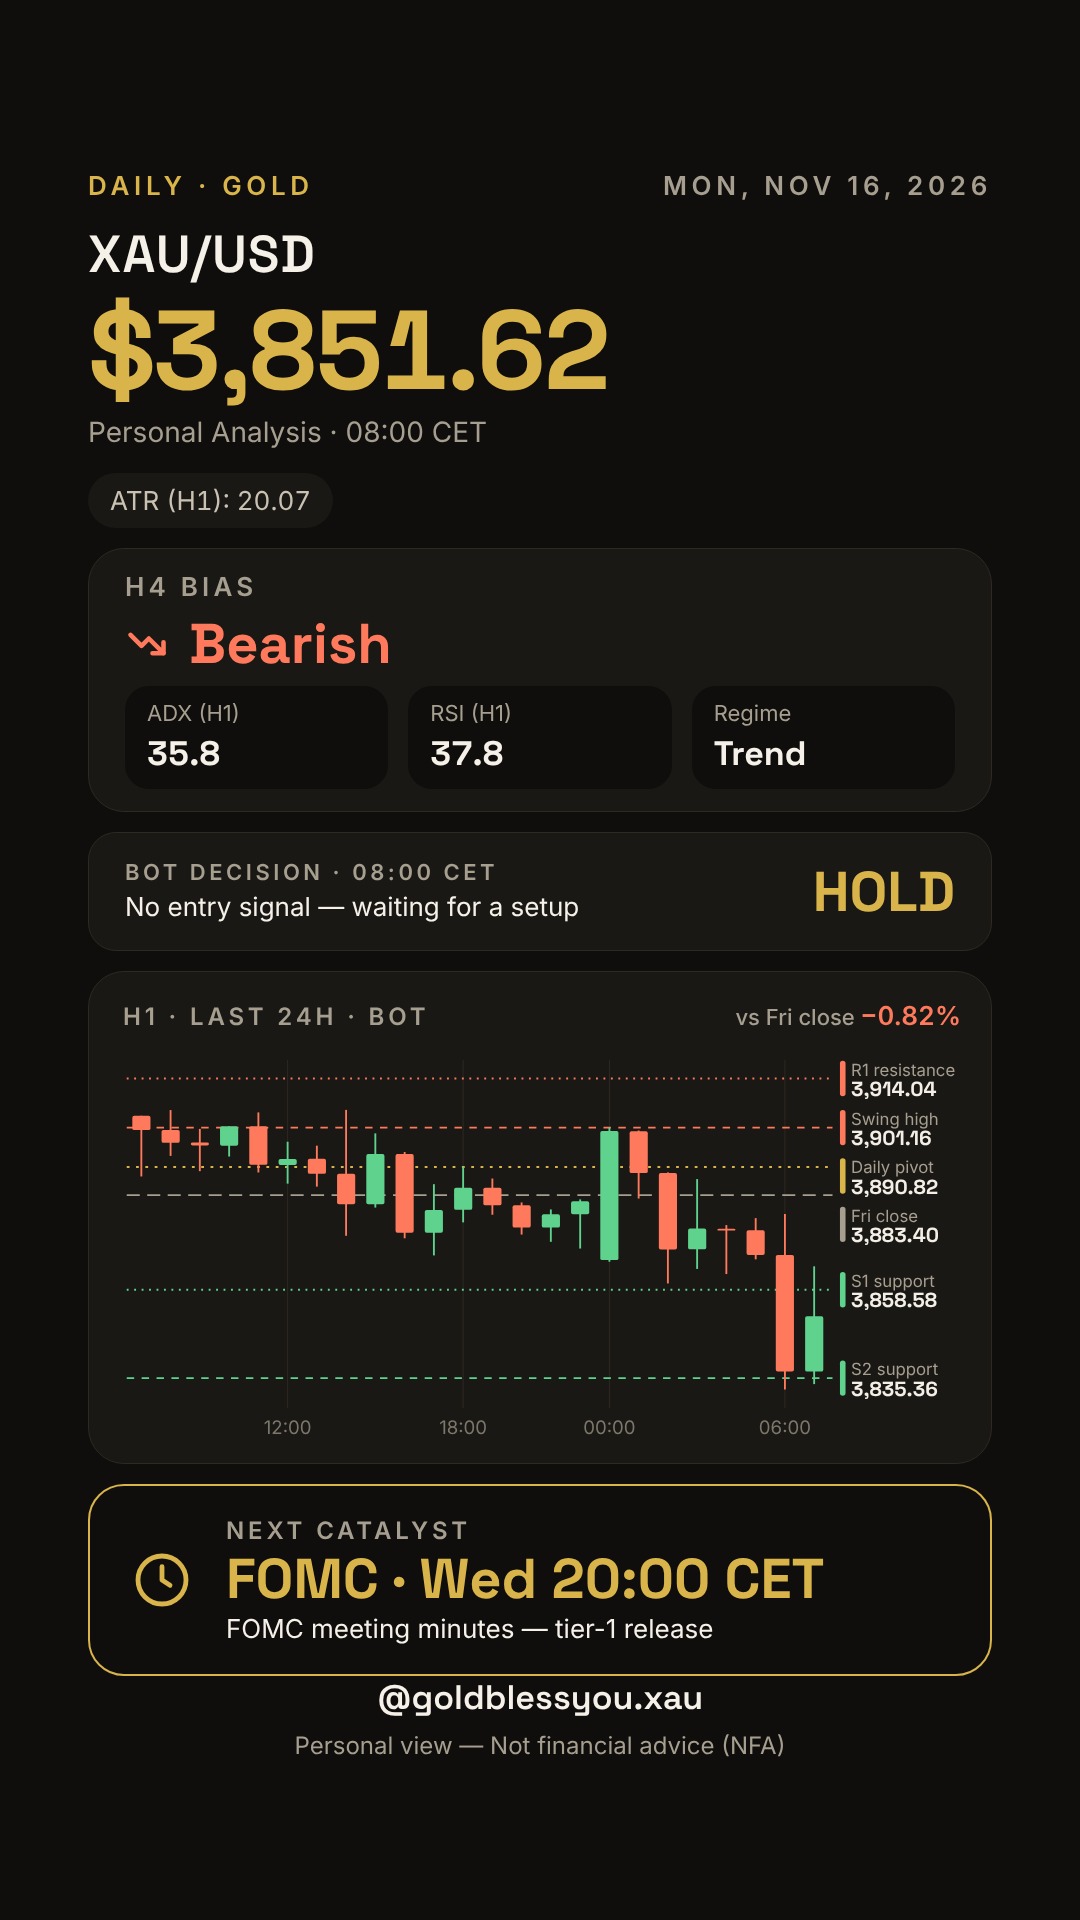 DAILY · GOLD
MON, NOV 16, 2026
XAU/USD
$3,851.62
Personal Analysis · 08:00 CET
ATR (H1): 20.07
H4 BIAS
Bearish
ADX (H1)
35.8
RSI (H1)
37.8
Regime
Trend
BOT DECISION · 08:00 CET
No entry signal — waiting for a setup
HOLD
H1 · LAST 24H · BOT
vs Fri close −0.82%
R1 resistance
3,914.04
Swing high
3,901.16
Daily pivot
3,890.82
Fri close
3,883.40
S1 support
3,858.58
S2 support
3,835.36
12:00 18:00 00:00 06:00
NEXT CATALYST
FOMC · Wed 20:00 CET
FOMC meeting minutes — tier-1 release
@goldblessyou.xau
Personal view — Not financial advice (NFA)